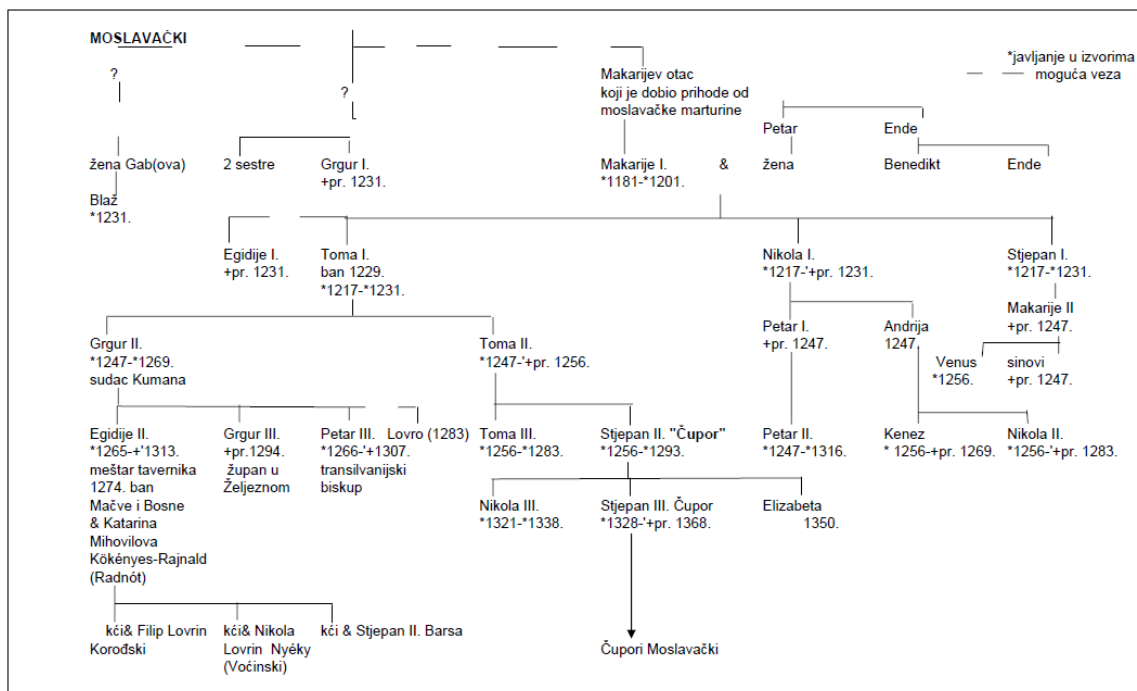 MOSLAVAČKI
*javljanje u izvorima
moguća veza
?
?
Makarijev otac
koji je dobio prihode od
moslavačke marturine
Petar
Ende
žena Gab(ova)
2 sestre
Grgur I.
+pr. 1231.
Makarije I.
*1181-*1201.
&
žena
Benedikt
Ende
Blaž
*1231.
Egidije I.
+pr. 1231.
Toma I.
ban 1229.
*1217-*1231.
Nikola I.
*1217-'+pr. 1231.
Stjepan I.
*1217-*1231.
Grgur II.
*1247-*1269.
sudac Kumana
Toma II.
*1247-'+pr. 1256.
Petar I.
+pr. 1247.
Andrija
1247.
Makarije II
+pr. 1247.
Venus
*1256.
sinovi
+pr. 1247.
Egidije II.
*1265-+'1313.
meštar tavernika
1274. ban
Mačve i Bosne
& Katarina
Mihovilova
Kökényes-Rajnald
(Radnót)
Grgur III.
+pr.1294.
župan u
Željeznom
Petar III.
*1266-'+1307.
transilvanijski
biskup
Lovro (1283)
Toma III.
*1256-*1283.
Stjepan II. "Čupor"
*1256-*1293.
Petar II.
*1247-*1316.
Kenez
* 1256-+pr. 1269.
Nikola II.
*1256-'+pr. 1283.
Nikola III.
*1321-*1338.
Stjepan III. Čupor
*1328-'+pr. 1368.
Elizabeta
1350.
kći& Filip Lovrin
Korođski
kći& Nikola
Lovrin Nyéky
(Voćinski)
kći & Stjepan II. Barsa
Čupori Moslavački